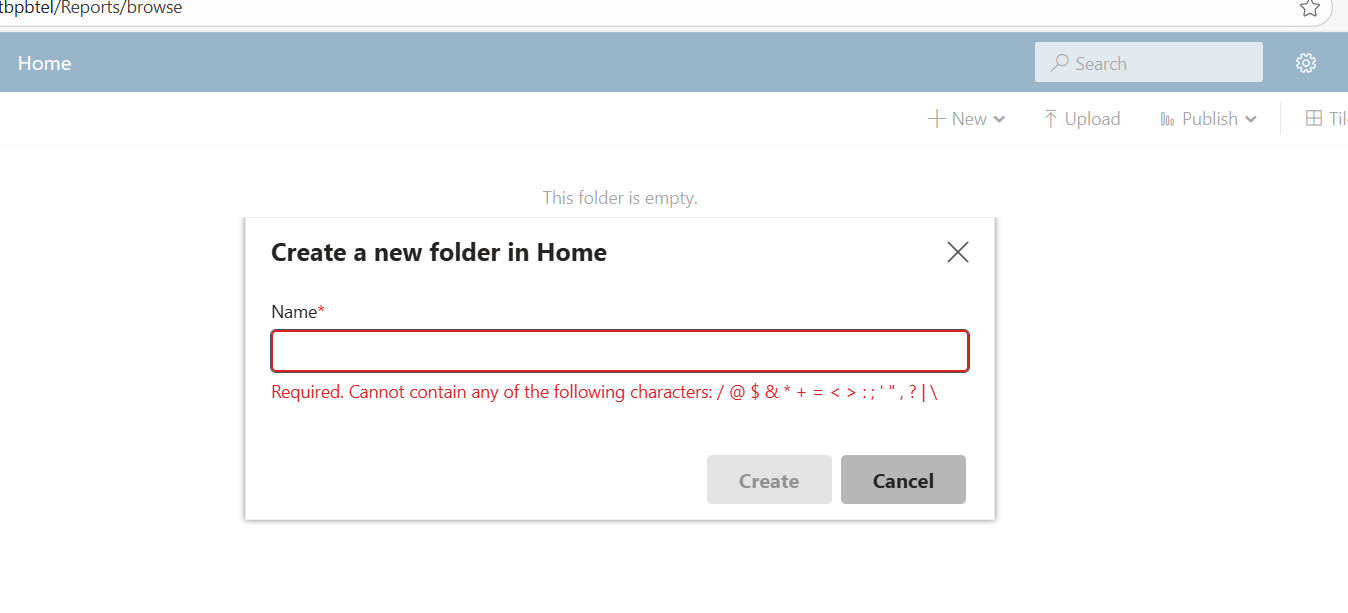 tbpbtel/Reports/browse
Home
Search
New
Upload
Publish
Til
This folder is empty.
Create a new folder in Home
Name*
Required. Cannot contain any of the following characters: / @ $ & * + = < > : ; ' " , ? | \
Create
Cancel